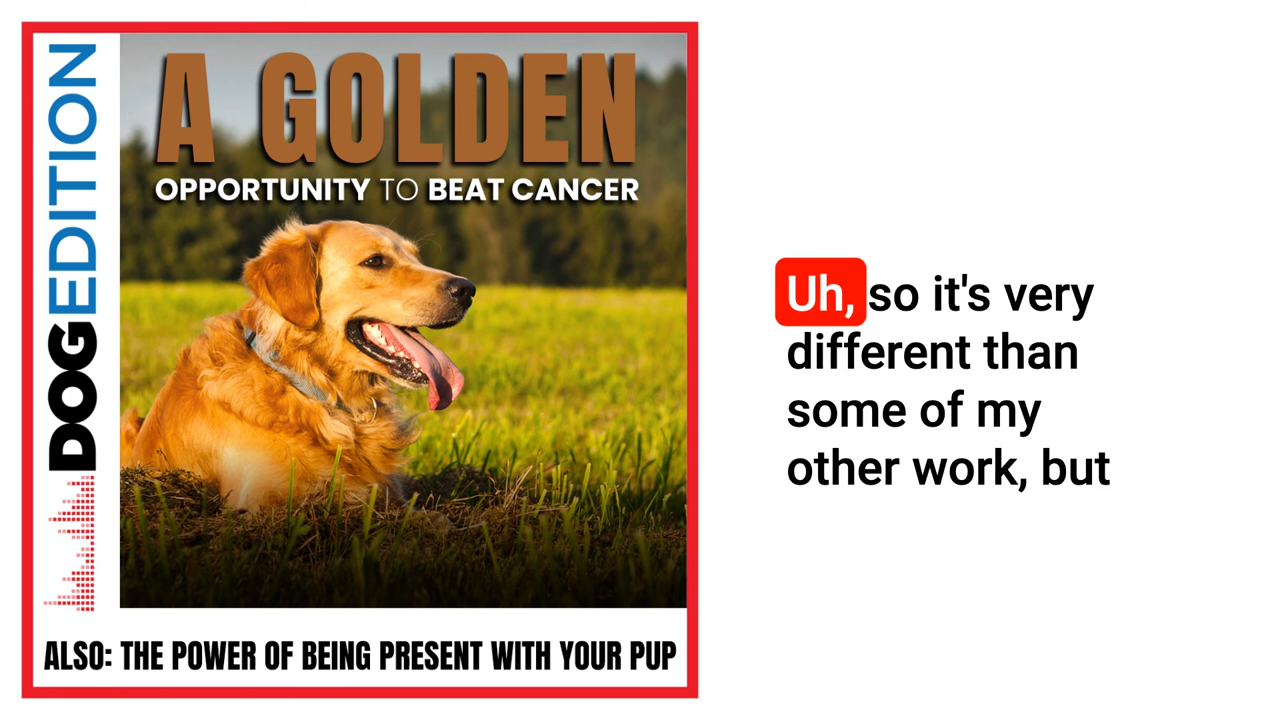 DOGEDITION
A GOLDEN
OPPORTUNITY TO BEAT CANCER
ALSO: THE POWER OF BEING PRESENT WITH YOUR PUP
Uh, so it's very
different than
some of my
other work, but